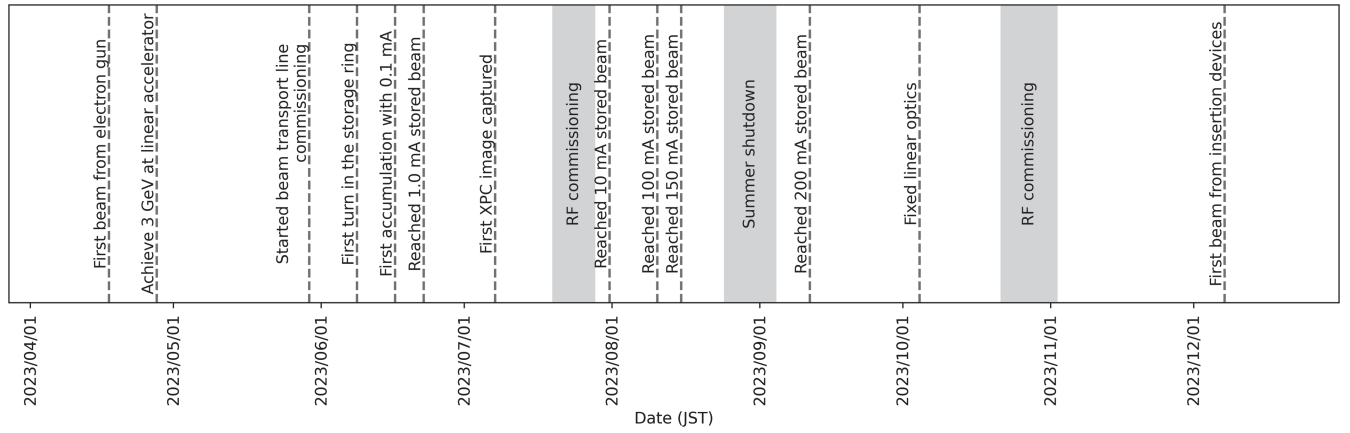 First beam from electron gun
Achieve 3 GeV at linear accelerator
Started beam transport line
commissioning
First turn in the storage ring
First accumulation with 0.1 mA
Reached 1.0 mA stored beam
First XPC image captured
RF commissioning
Reached 10 mA stored beam
Reached 100 mA stored beam
Reached 150 mA stored beam
Summer shutdown
Reached 200 mA stored beam
Fixed linear optics
RF commissioning
First beam from insertion devices
2023/04/01
2023/05/01
2023/06/01
2023/07/01
2023/08/01
2023/09/01
2023/10/01
2023/11/01
2023/12/01
Date (JST)